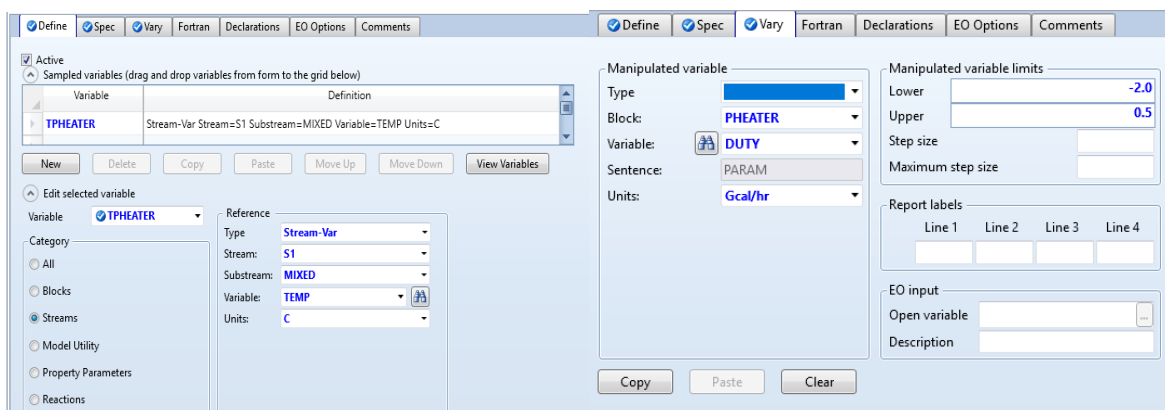 Define Spec Vary Fortran Declarations EO Options Comments
Active
Sampled variables (drag and drop variables from form to the grid below)
Variable Definition
TPHEATER Stream-Var Stream=S1 Substream=MIXED Variable=TEMP Units=C
New Delete Copy Paste Move Up Move Down View Variables
Edit selected variable
Variable TPHEATER
Category
All
Blocks
Streams
Model Utility
Property Parameters
Reactions
Reference
Type Stream-Var
Stream: S1
Substream: MIXED
Variable: TEMP
Units: C
Define Spec Vary Fortran Declarations EO Options Comments
Manipulated variable
Type
Block: PHEATER
Variable: DUTY
Sentence: PARAM
Units: Gcal/hr
Manipulated variable limits
Lower -2.0
Upper 0.5
Step size
Maximum step size
Report labels
Line 1 Line 2 Line 3 Line 4
EO input
Open variable ...
Description
Copy Paste Clear